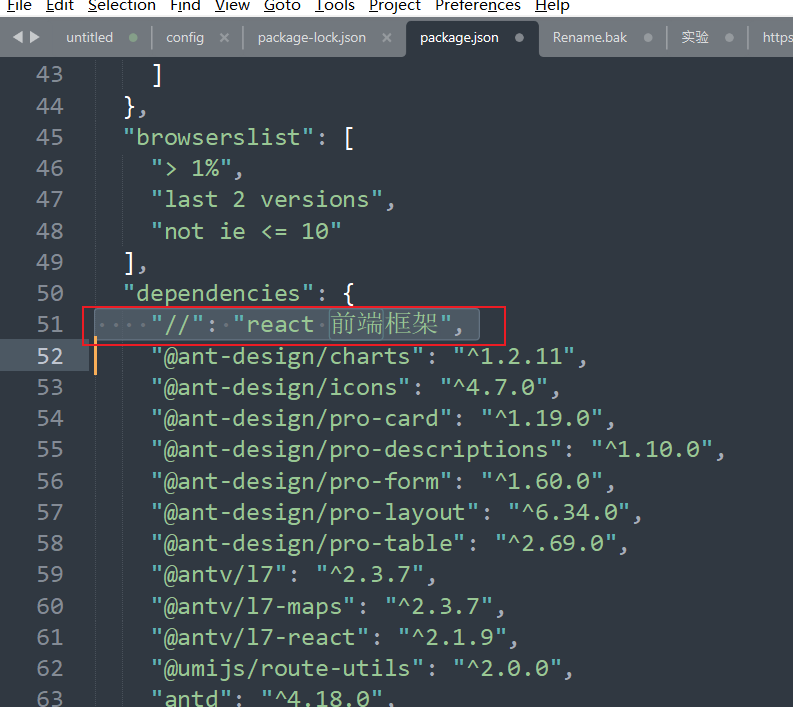 File Edit Selection Find View Goto Tools Project Preferences Help
untitled config package-lock.json package.json Rename.bak 实验 https
43 ]
44 },
45 "browserslist": [
46 "> 1%",
47 "last 2 versions",
48 "not ie <= 10"
49 ],
50 "dependencies": {
51 "//": "react 前端框架",
52 "@ant-design/charts": "^1.2.11",
53 "@ant-design/icons": "^4.7.0",
54 "@ant-design/pro-card": "^1.19.0",
55 "@ant-design/pro-descriptions": "^1.10.0",
56 "@ant-design/pro-form": "^1.60.0",
57 "@ant-design/pro-layout": "^6.34.0",
58 "@ant-design/pro-table": "^2.69.0",
59 "@antv/l7": "^2.3.7",
60 "@antv/l7-maps": "^2.3.7",
61 "@antv/l7-react": "^2.1.9",
62 "@umijs/route-utils": "^2.0.0",
63 "antd": "^4.18.0",